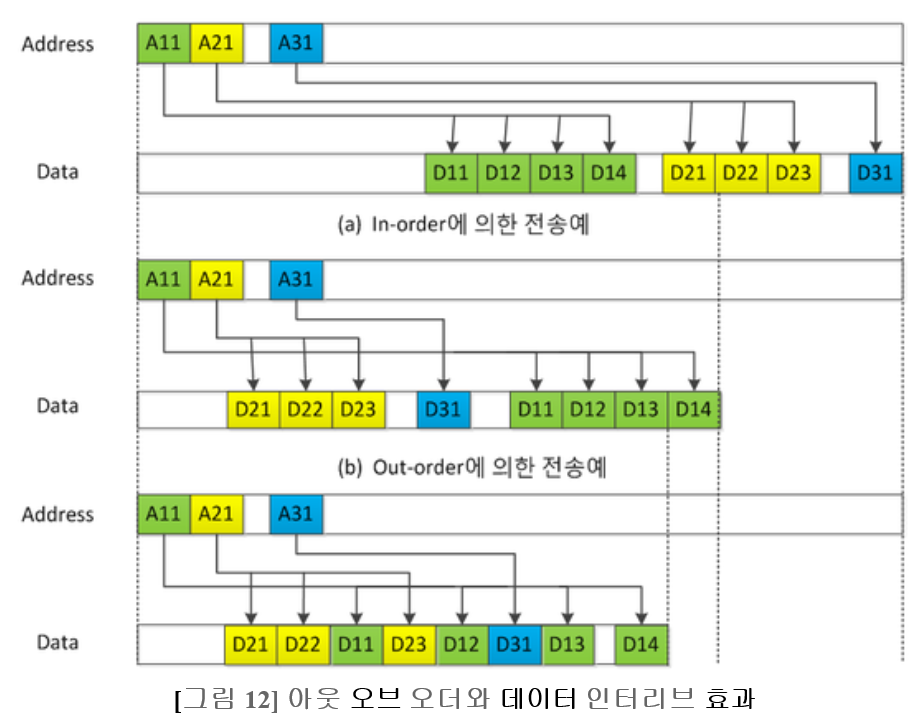 Address A11 A21 A31
Data D11 D12 D13 D14 D21 D22 D23 D31
(a) In-order에 의한 전송예
Address A11 A21 A31
Data D21 D22 D23 D31 D11 D12 D13 D14
(b) Out-order에 의한 전송예
Address A11 A21 A31
Data D21 D22 D11 D23 D12 D31 D13 D14
[그림 12] 아웃 오브 오더와 데이터 인터리브 효과